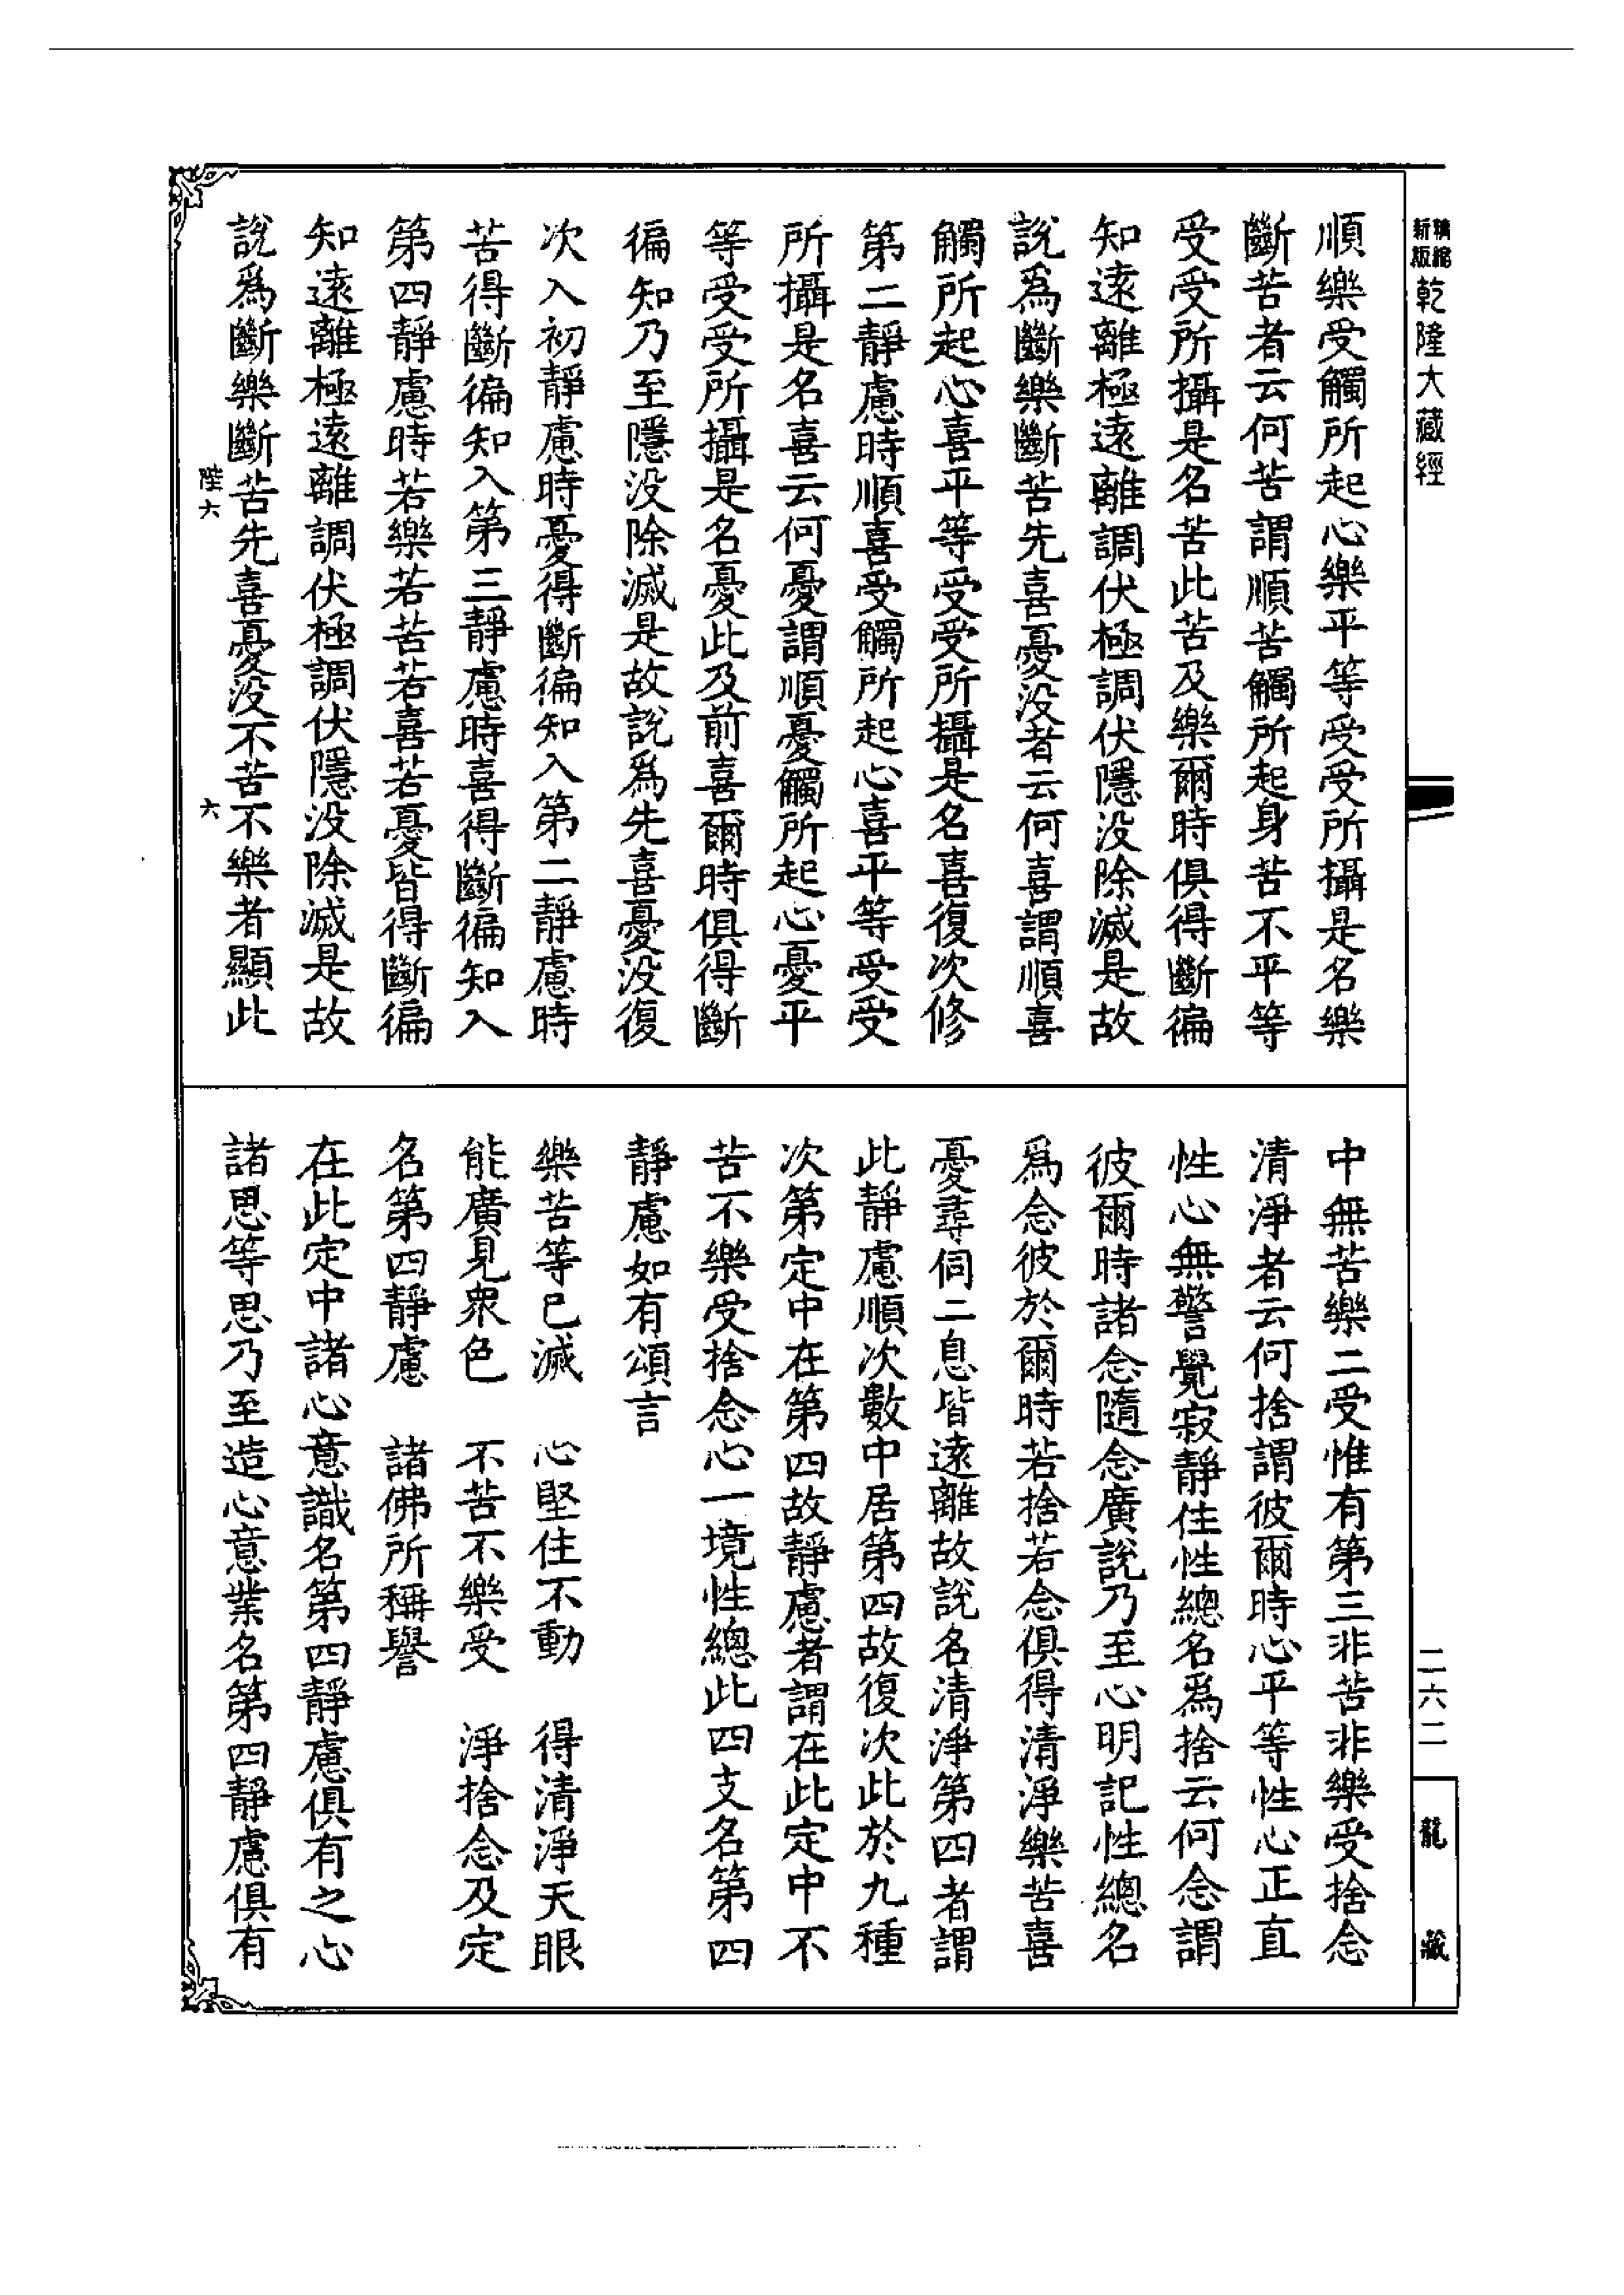 精縮新版乾隆大藏經
順樂受觸所起心樂平等受受所攝是名樂
斷苦者云何苦謂順苦觸所起身苦不平等
受受所攝是名苦此苦及樂爾時俱得斷徧
知遠離極遠離調伏極調伏隱沒除滅是故
說爲斷樂斷苦先喜憂沒者云何喜謂順喜
觸所起心喜平等受受所攝是名喜復次修
第二靜慮時順喜受觸所起心喜平等受受
所攝是名喜云何憂謂順憂觸所起心憂平
等受受所攝是名憂此及前喜爾時俱得斷
徧知乃至隱沒除滅是故說爲先喜憂沒復
次入初靜慮時憂得斷徧知入第二靜慮時
苦得斷徧知入第三靜慮時喜得斷徧知入
第四靜慮時若樂若苦若喜若憂皆得斷徧
知遠離極遠離調伏極調伏隱沒除滅是故
說爲斷樂斷苦先喜憂沒不苦不樂者顯此
陸六 六
中無苦樂二受惟有第三非苦非樂受捨念
清淨者云何捨謂彼爾時心平等性心正直
性心無警覺寂靜住性總名爲捨云何念謂
彼爾時諸念隨念廣說乃至心明記性總名
爲念彼於爾時若捨若念俱得清淨樂苦喜
憂尋伺二息皆遠離故說名清淨第四者謂
此靜慮順次數中居第四故復次此於九種
次第定中在第四故靜慮者謂在此定中不
苦不樂受捨念心一境性總此四支名第四
靜慮如有頌言
樂苦等已滅 心堅住不動 得清淨天眼
能廣見衆色 不苦不樂受 淨捨念及定
名第四靜慮 諸佛所稱譽
在此定中諸心意識名第四靜慮俱有之心
諸思等思乃至造心意業名第四靜慮俱有
二六二
龍藏